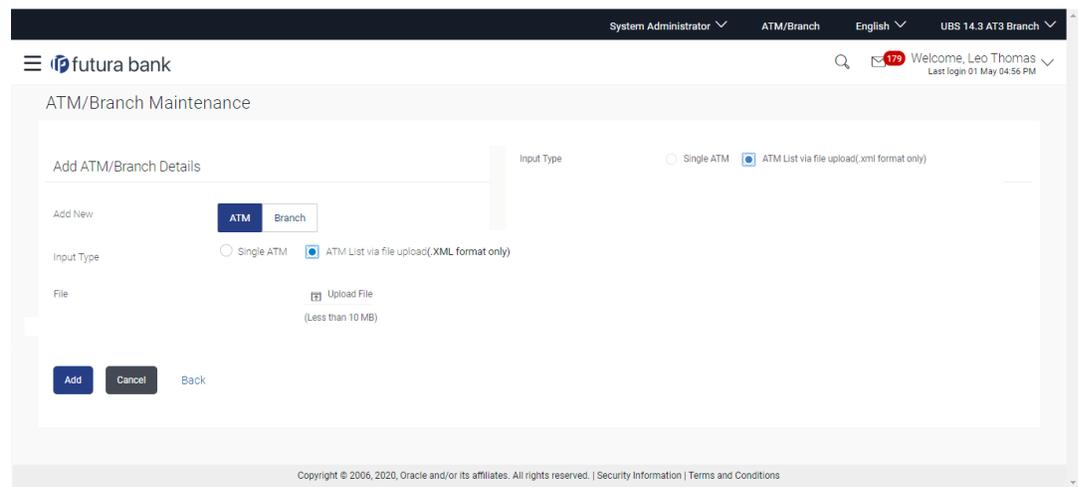 System Administrator ATM/Branch English UBS 14.3 AT3 Branch
futura bank 179 Welcome, Leo Thomas
Last login 01 May 04:56 PM
ATM/Branch Maintenance
Add ATM/Branch Details
Input Type Single ATM ATM List via file upload(.xml format only)
Add New ATM Branch
Input Type Single ATM ATM List via file upload(.XML format only)
File Upload File
(Less than 10 MB)
Add Cancel Back
Copyright © 2006, 2020, Oracle and/or its affiliates. All rights reserved. | Security Information | Terms and Conditions